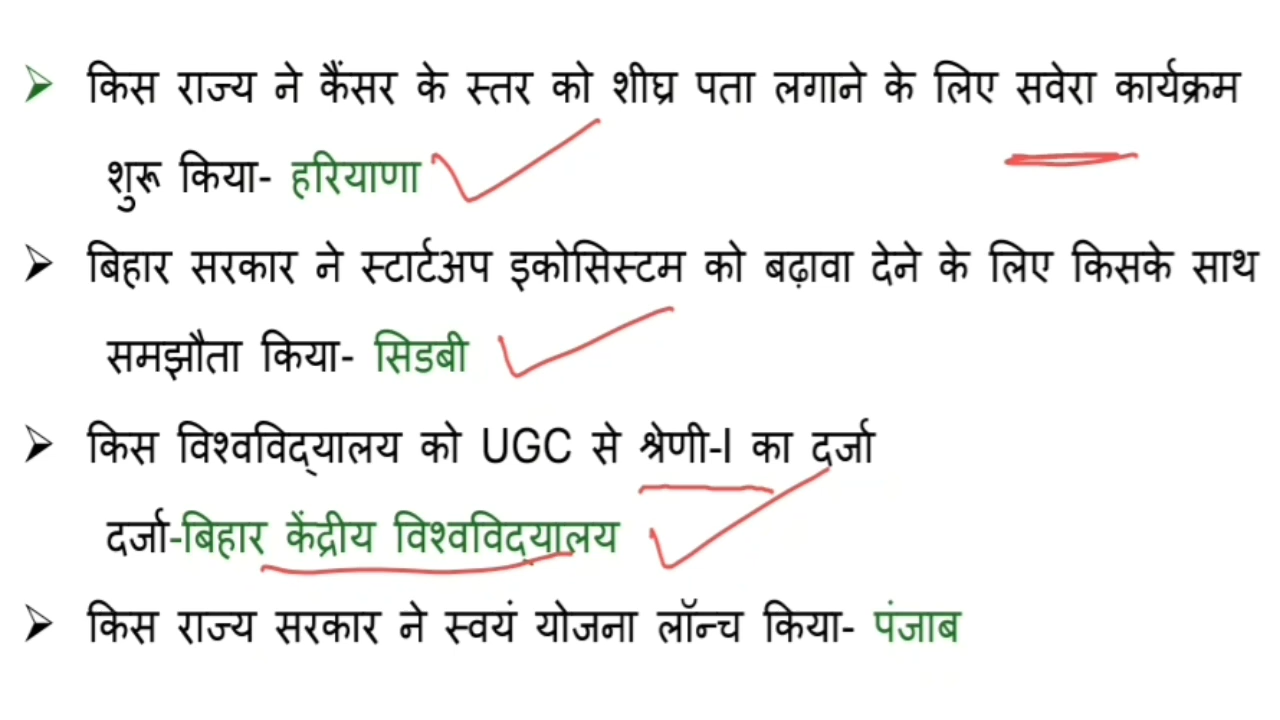 ➢ किस राज्य ने कैंसर के स्तर को शीघ्र पता लगाने के लिए सवेरा कार्यक्रम
शुरू किया- हरियाणा
➢ बिहार सरकार ने स्टार्टअप इकोसिस्टम को बढ़ावा देने के लिए किसके साथ
समझौता किया- सिडबी
➢ किस विश्वविद्यालय को UGC से श्रेणी-I का दर्जा
दर्जा-बिहार केंद्रीय विश्वविद्यालय
➢ किस राज्य सरकार ने स्वयं योजना लॉन्च किया- पंजाब